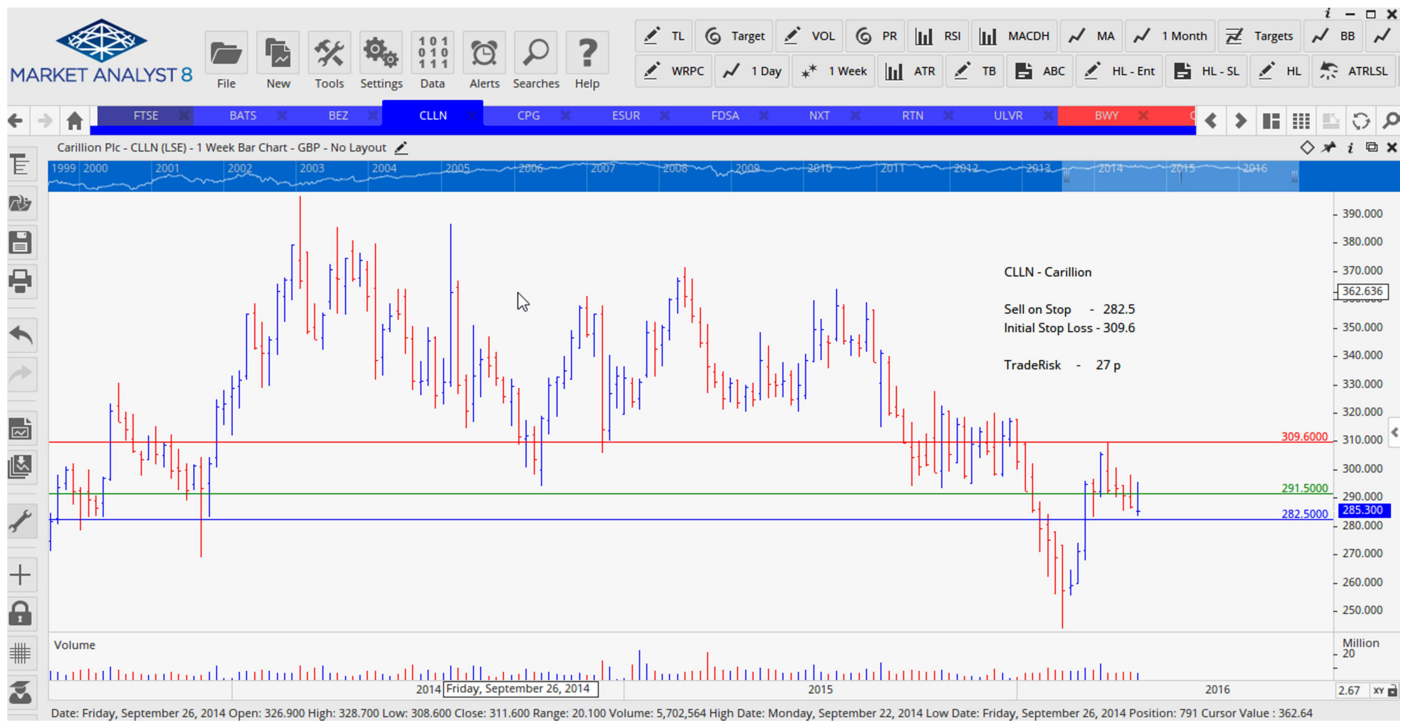 i
TL Target VOL PR RSI MACDH MA 1 Month Targets BB
MARKET ANALYST 8
File New Tools Settings Data Alerts Searches Help
WRPC 1 Day 1 Week ATR TB ABC HL - Ent HL - SL HL ATRLSL
FTSE BATS BEZ CLLN CPG ESUR FDSA NXT RTN ULVR BWY
Carillion Plc - CLLN (LSE) - 1 Week Bar Chart - GBP - No Layout
1999 2000 2001 2002 2003 2004 2005 2006 2007 2008 2009 2010 2011 2012 2013 2014 2015 2016
390.000
380.000
CLLN - Carillion
370.000
362.636
Sell on Stop - 282.5
Initial Stop Loss - 309.6
350.000
340.000
TradeRisk - 27 p
330.000
320.000
309.6000
310.000
300.000
291.5000
290.000
285.300
282.5000
280.000
270.000
260.000
250.000
Volume
Million
20
2014 Friday, September 26, 2014 2015 2016 2.67 XY
Date: Friday, September 26, 2014 Open: 326.900 High: 328.700 Low: 308.600 Close: 311.600 Range: 20.100 Volume: 5,702,564 High Date: Monday, September 22, 2014 Low Date: Friday, September 26, 2014 Position: 791 Cursor Value : 362.64